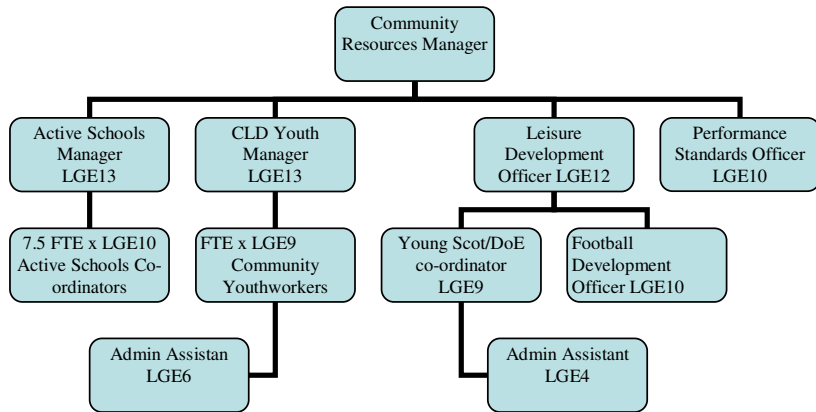 Community
Resources Manager
Active Schools
Manager
LGE13
CLD Youth
Manager
LGE13
Leisure
Development
Officer LGE12
Performance
Standards Officer
LGE10
7.5 FTE x LGE10
Active Schools Co-
ordinators
FTE x LGE9
Community
Youthworkers
Young Scot/DoE
co-ordinator
LGE9
Football
Development
Officer LGE10
Admin Assistan
LGE6
Admin Assistant
LGE4